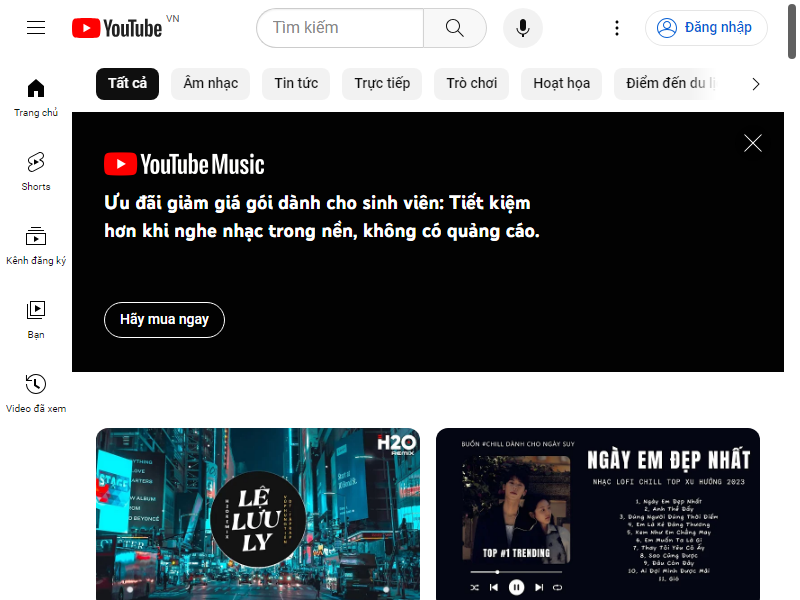 YouTube VN
Tìm kiếm
Đăng nhập
Tất cả
Âm nhạc
Tin tức
Trực tiếp
Trò chơi
Hoạt họa
Điểm đến du lị
Trang chủ
Shorts
Kênh đăng ký
Bạn
Video đã xem
YouTube Music
Ưu đãi giảm giá gói dành cho sinh viên: Tiết kiệm
hơn khi nghe nhạc trong nền, không có quảng cáo.
Hãy mua ngay
H2O
REMIX
LÊ
LƯU
LY
STAGE
BUỒN #CHILL DÀNH CHO NGÀY SUY
TOP #1 TRENDING
NGÀY EM ĐẸP NHẤT
NHẠC LOFI CHILL TOP XU HƯỚNG 2023
1. Ngày Em Đẹp Nhất
2. Anh Thề Đấy
3. Đúng Người Đúng Thời Điểm
4. Em Là Kẻ Đáng Thương
5. Xem Như Em Chẳng May
6. Em Muốn Ta Là Gì
7. Thay Tôi Yêu Cô Ấy
8. Sao Cũng Được
9. Đâu Còn Đây
10. Ai Đợi Mình Được Mãi
11. Gió